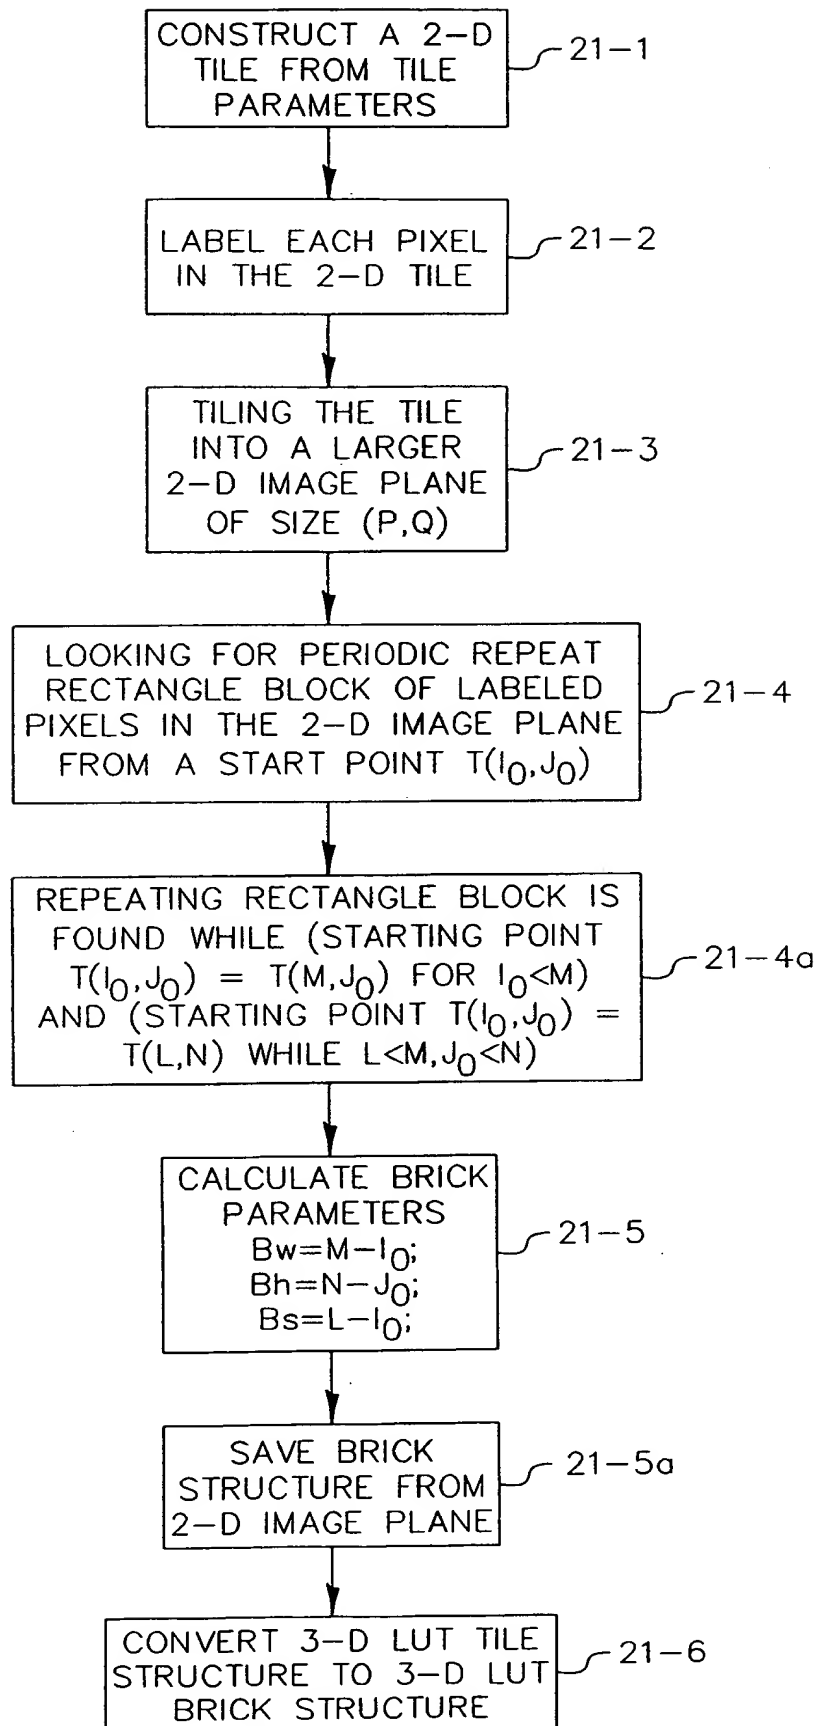 CONSTRUCT A 2-D
TILE FROM TILE
PARAMETERS
21-1
LABEL EACH PIXEL
IN THE 2-D TILE
21-2
TILING THE TILE
INTO A LARGER
2-D IMAGE PLANE
OF SIZE (P,Q)
21-3
LOOKING FOR PERIODIC REPEAT
RECTANGLE BLOCK OF LABELED
PIXELS IN THE 2-D IMAGE PLANE
FROM A START POINT T(I0,J0)
21-4
REPEATING RECTANGLE BLOCK IS
FOUND WHILE (STARTING POINT
T(I0,J0) = T(M,J0) FOR I0<M)
AND (STARTING POINT T(I0,J0) =
T(L,N) WHILE L<M,J0<N)
21-4a
CALCULATE BRICK
PARAMETERS
Bw=M-I0;
Bh=N-J0;
Bs=L-I0;
21-5
SAVE BRICK
STRUCTURE FROM
2-D IMAGE PLANE
21-5a
CONVERT 3-D LUT TILE
STRUCTURE TO 3-D LUT
BRICK STRUCTURE
21-6